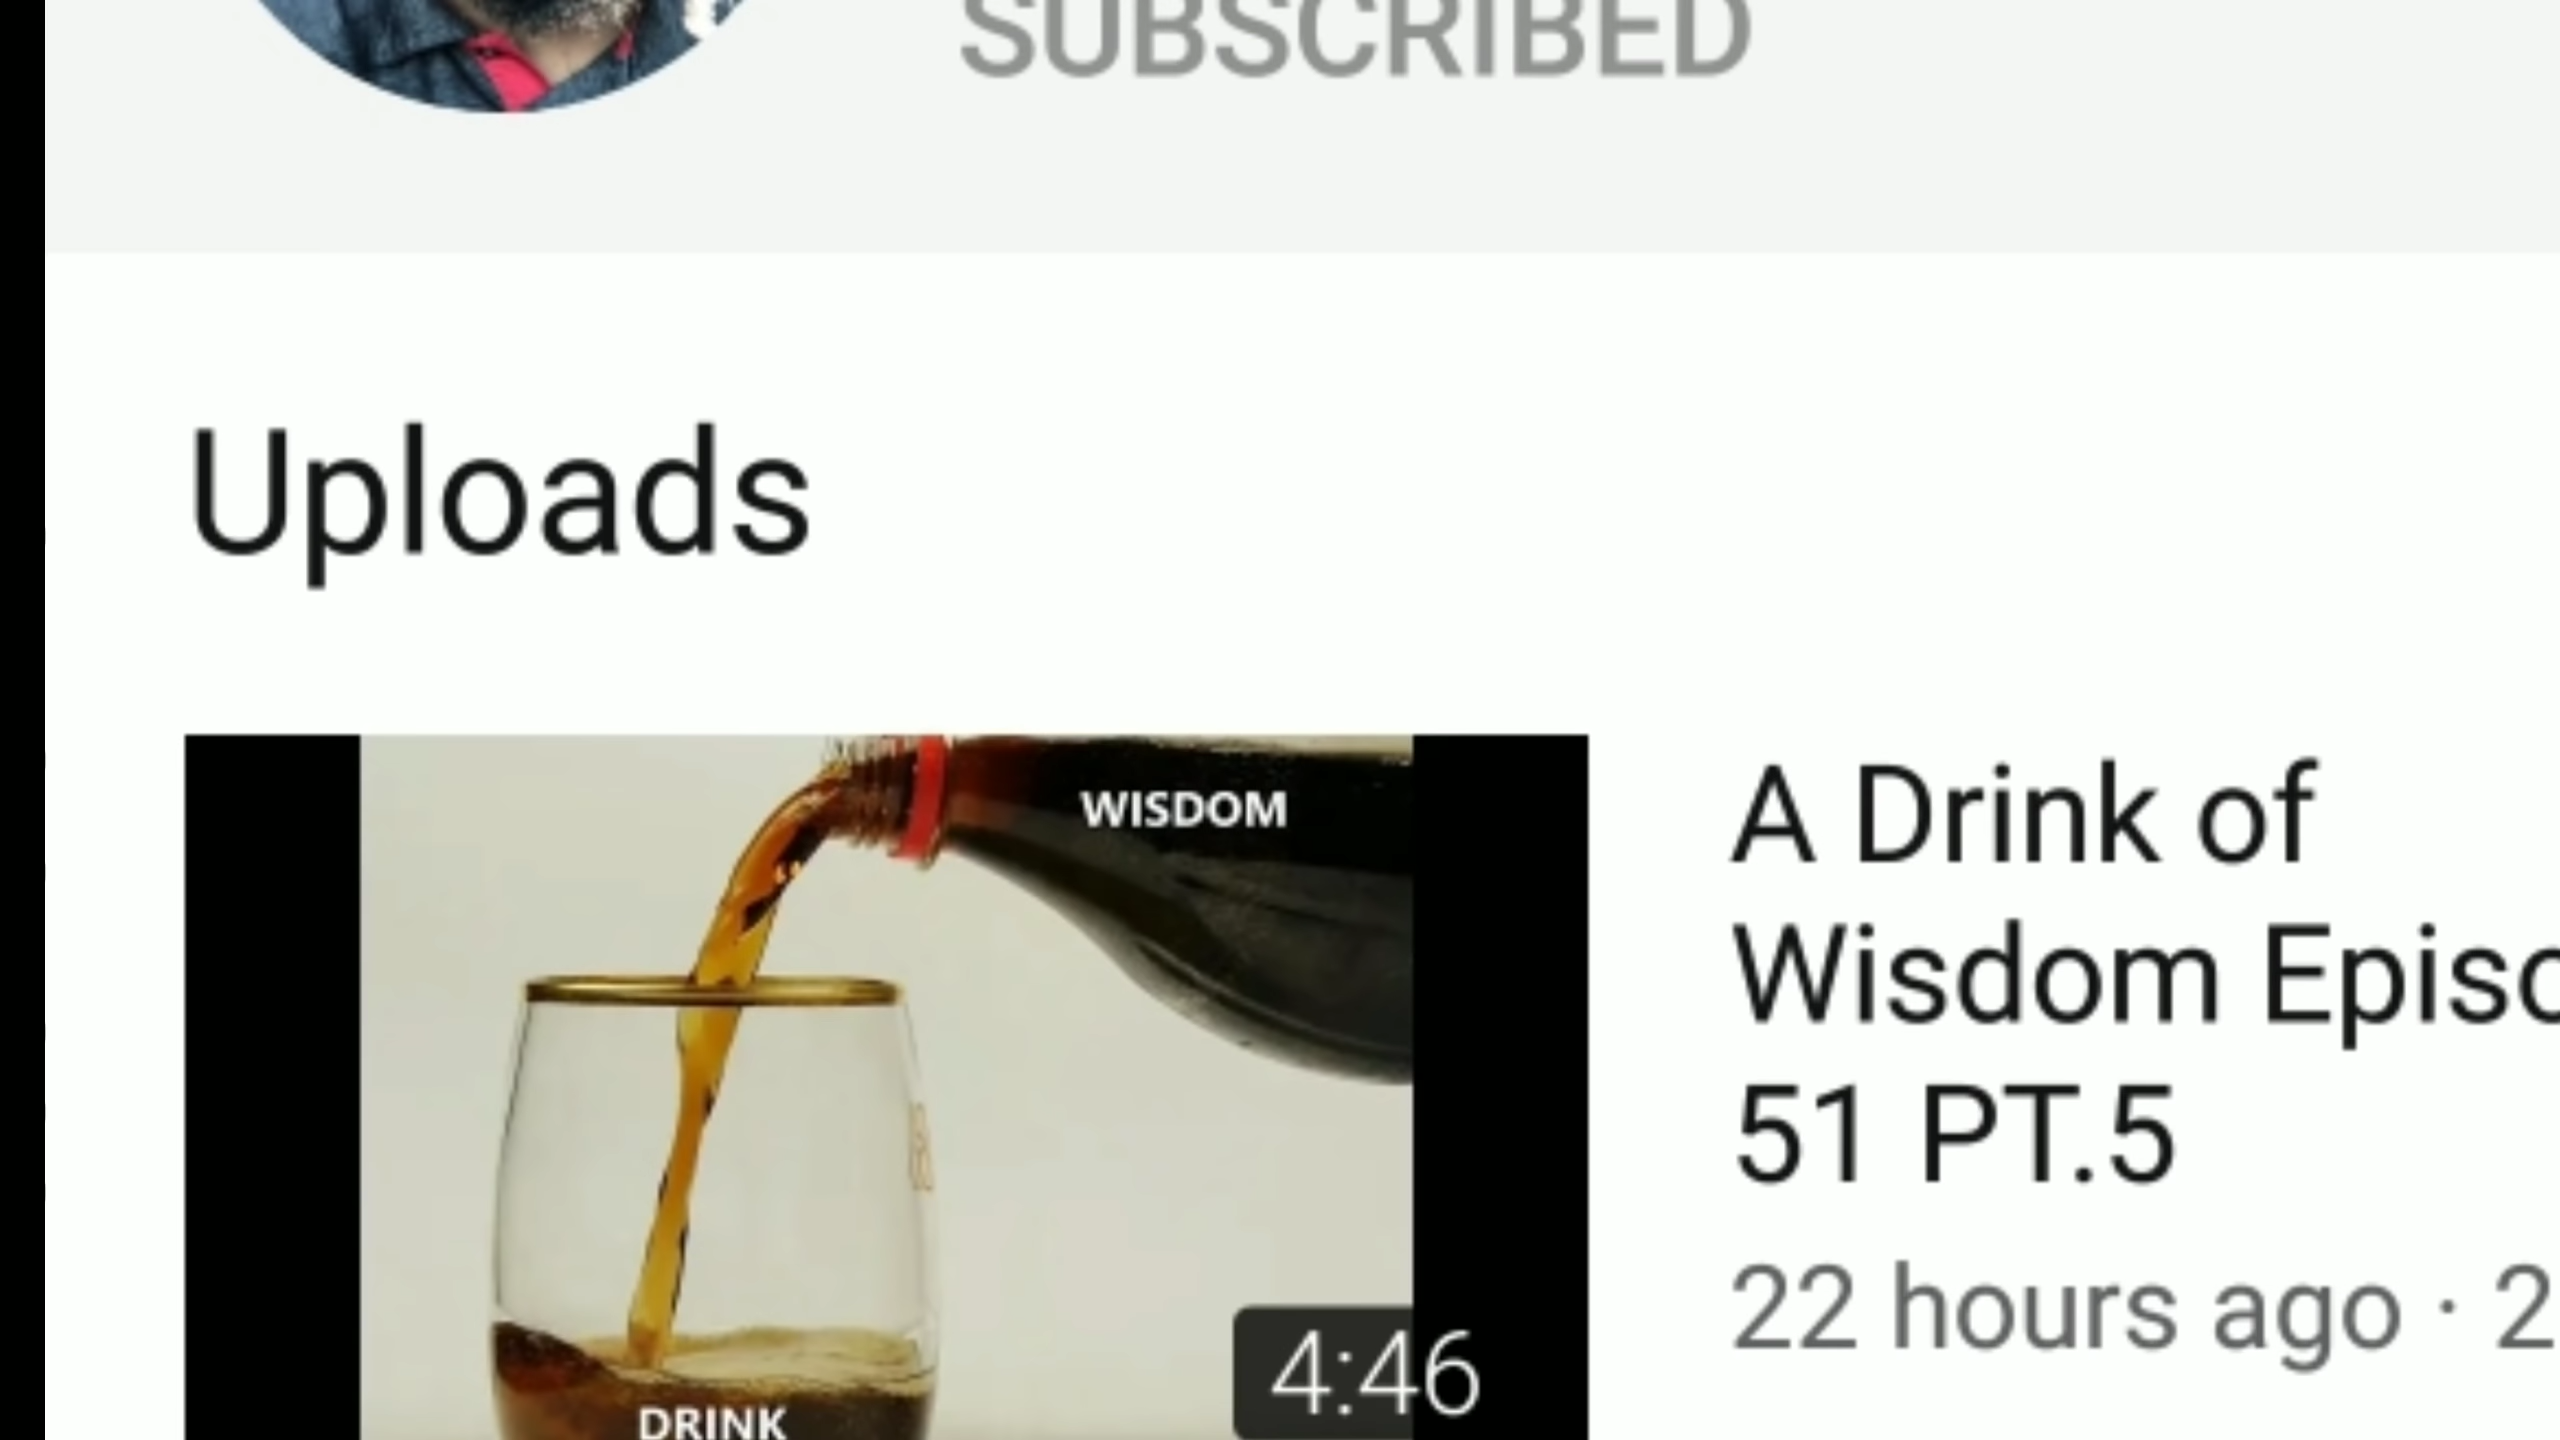 SUBSCRIBED
Uploads
WISDOM
DRINK
4:46
A Drink of
Wisdom Episo
51 PT.5
22 hours ago · 2